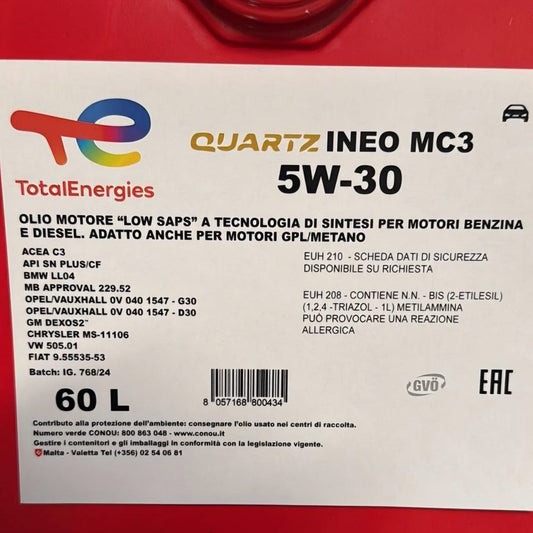 TotalEnergies
QUARTZ INEO MC3
5W-30
OLIO MOTORE “LOW SAPS” A TECNOLOGIA DI SINTESI PER MOTORI BENZINA
E DIESEL. ADATTO ANCHE PER MOTORI GPL/METANO
ACEA C3
API SN PLUS/CF
BMW LL04
MB APPROVAL 229.52
OPEL/VAUXHALL 0V 040 1547 - G30
OPEL/VAUXHALL 0V 040 1547 - D30
GM DEXOS2™
CHRYSLER MS-11106
VW 505.01
FIAT 9.55535-S3
Batch: IG. 768/24
EUH 210 - SCHEDA DATI DI SICUREZZA
DISPONIBILE SU RICHIESTA
EUH 208 - CONTIENE N.N. - BIS (2-ETILESIL)
(1,2,4 -TRIAZOL - 1L) METILAMMINA
PUÒ PROVOCARE UNA REAZIONE
ALLERGICA
60 L
8 057168 800434
GVÖ
EAC
Contributo alla protezione dell'ambiente: consegnare l'olio usato nei centri di raccolta.
Numero verde CONOU: 800 863 048 - www.conou.it
Gestire i contenitori e gli imballaggi in conformità con la legislazione vigente.
Malta - Valetta Tel (+356) 02 54 06 81